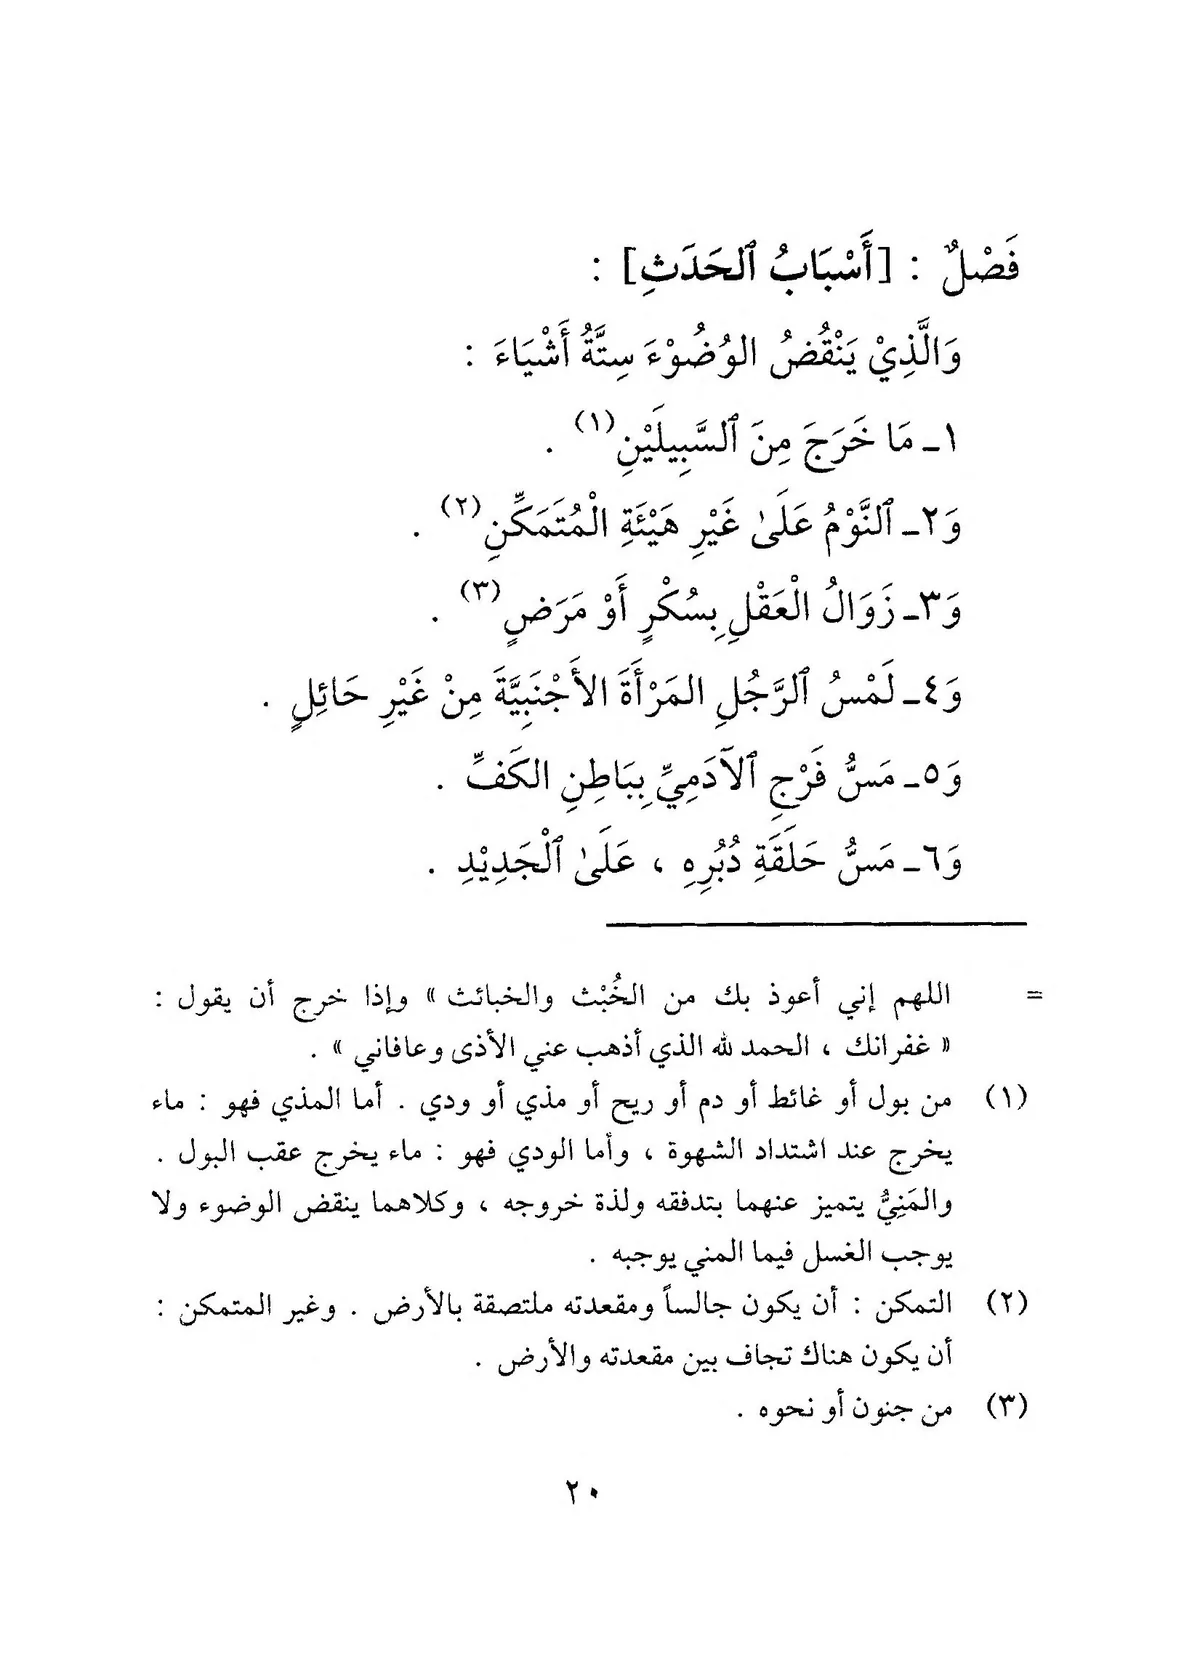 فَصْلٌ : [أَسْبَابُ ٱلحَدَثِ] :
وَالَّذِيْ يَنْقُضُ الوُضُوْءَ سِتَّةُ أَشْيَاءَ :
١ـ مَا خَرَجَ مِنَ ٱلسَّبِيلَيْنِ(١) .
وَ٢ـ ٱلنَّوْمُ عَلَىٰ غَيْرِ هَيْئَةِ الْمُتَمَكِّنِ(٢) .
وَ٣ـ زَوَالُ الْعَقْلِ بِسُكْرٍ أَوْ مَرَضٍ(٣) .
وَ٤ـ لَمْسُ ٱلرَّجُلِ المَرْأَةَ الأَجْنَبِيَّةَ مِنْ غَيْرِ حَائِلٍ .
وَ٥ـ مَسُّ فَرْجِ ٱلآدَمِيِّ بِبَاطِنِ الكَفِّ .
وَ٦ـ مَسُّ حَلَقَةِ دُبُرِهِ ، عَلَىٰ ٱلْجَدِيْدِ .
= اللهم إني أعوذ بك من الخُبْث والخبائث » وإذا خرج أن يقول :
« غفرانك ، الحمد لله الذي أذهب عني الأذى وعافاني » .
(١) من بول أو غائط أو دم أو ريح أو مذي أو ودي . أما المذي فهو : ماء
يخرج عند اشتداد الشهوة ، وأما الودي فهو : ماء يخرج عقب البول .
والمَنِيُّ يتميز عنهما بتدفقه ولذة خروجه ، وكلاهما ينقض الوضوء ولا
يوجب الغسل فيما المني يوجبه .
(٢) التمكن : أن يكون جالساً ومقعدته ملتصقة بالأرض . وغير المتمكن :
أن يكون هناك تجاف بين مقعدته والأرض .
(٣) من جنون أو نحوه .
٢٠